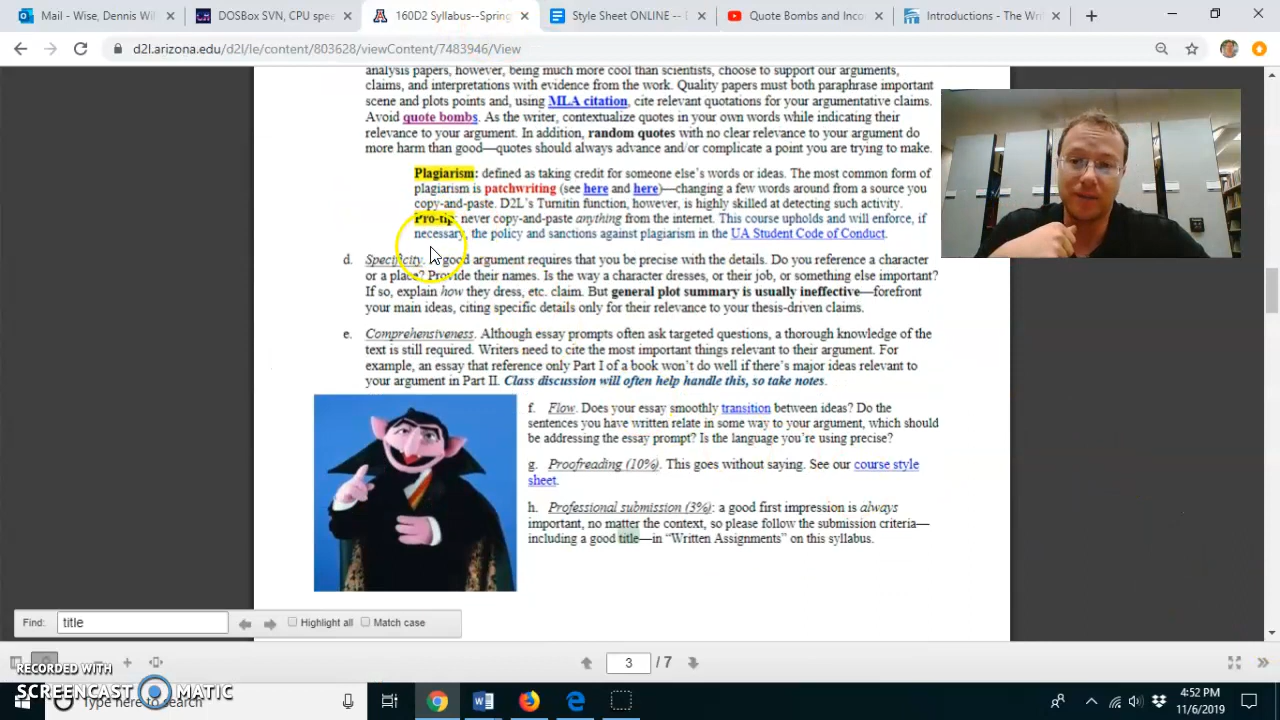 Mail - Wise, Dennis Wil
DOSBox SVN, CPU spee
160D2 Syllabus--Spring
Style Sheet ONLINE -- E
Quote Bombs and Inco
Introductions - The Wri
d2l.arizona.edu/d2l/le/content/803628/viewContent/7483946/View
analysis papers, however, being much more cool than scientists, choose to support our arguments,
claims, and interpretations with evidence from the work. Quality papers must both paraphrase important
scene and plots points and, using MLA citation, cite relevant quotations for your argumentative claims.
Avoid quote bombs. As the writer, contextualize quotes in your own words while indicating their
relevance to your argument. In addition, random quotes with no clear relevance to your argument do
more harm than good—quotes should always advance and/or complicate a point you are trying to make.
Plagiarism: defined as taking credit for someone else's words or ideas. The most common form of
plagiarism is patchwriting (see here and here)—changing a few words around from a source you
copy-and-paste. D2L's Turnitin function, however, is highly skilled at detecting such activity.
Pro-tip: never copy-and-paste anything from the internet. This course upholds and will enforce, if
necessary, the policy and sanctions against plagiarism in the UA Student Code of Conduct.
d. Specificity. A good argument requires that you be precise with the details. Do you reference a character
or a place? Provide their names. Is the way a character dresses, or their job, or something else important?
If so, explain how they dress, etc. claim. But general plot summary is usually ineffective—forefront
your main ideas, citing specific details only for their relevance to your thesis-driven claims.
e. Comprehensiveness. Although essay prompts often ask targeted questions, a thorough knowledge of the
text is still required. Writers need to cite the most important things relevant to their argument. For
example, an essay that reference only Part I of a book won't do well if there's major ideas relevant to
your argument in Part II. Class discussion will often help handle this, so take notes.
f. Flow. Does your essay smoothly transition between ideas? Do the
sentences you have written relate in some way to your argument, which should
be addressing the essay prompt? Is the language you're using precise?
g. Proofreading (10%). This goes without saying. See our course style
sheet.
h. Professional submission (3%): a good first impression is always
important, no matter the context, so please follow the submission criteria—
including a good title—in "Written Assignments" on this syllabus.
Find: title Highlight all Match case
3 / 7
RECORDED WITH
SCREENCAST MATIC
Type here to search
4:52 PM
11/6/2019